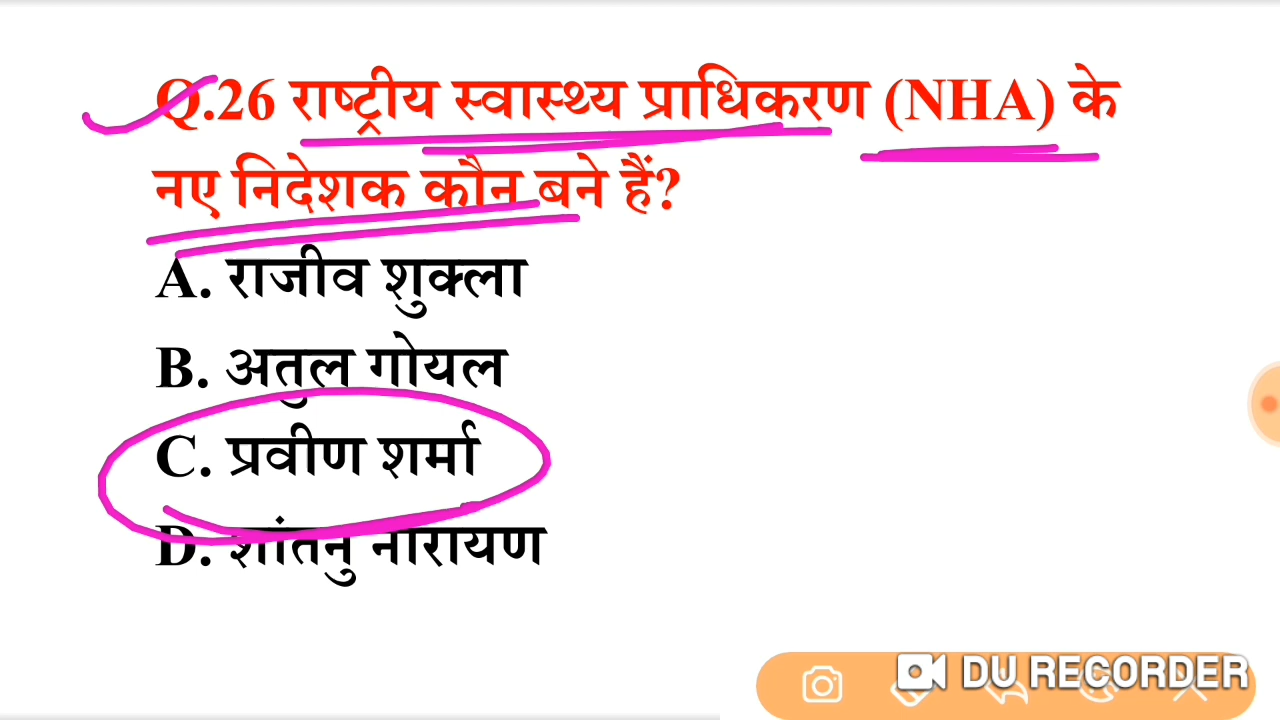 Q.26 राष्ट्रीय स्वास्थ्य प्राधिकरण (NHA) के
नए निदेशक कौन बने हैं?
A. राजीव शुक्ला
B. अतुल गोयल
C. प्रवीण शर्मा
D. शांतनु नारायण
DU RECORDER